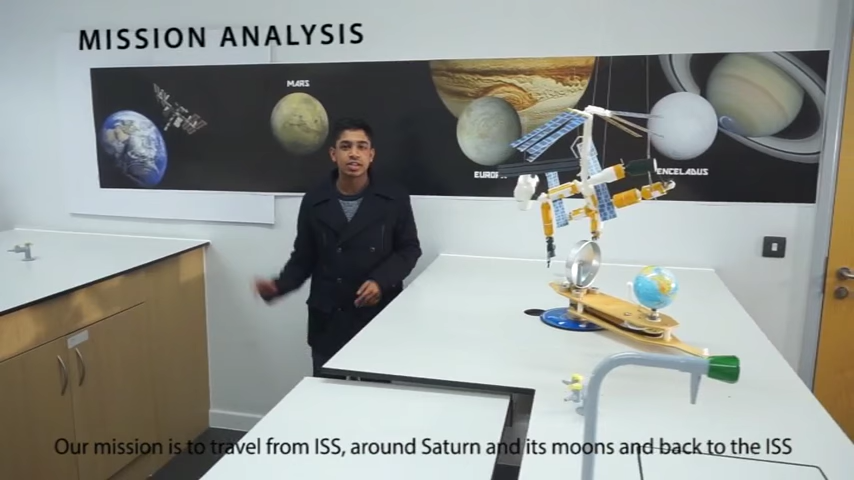 MISSION ANALYSIS
MARS
ENCELADUS
Our mission is to travel from ISS, around Saturn and its moons and back to the ISS